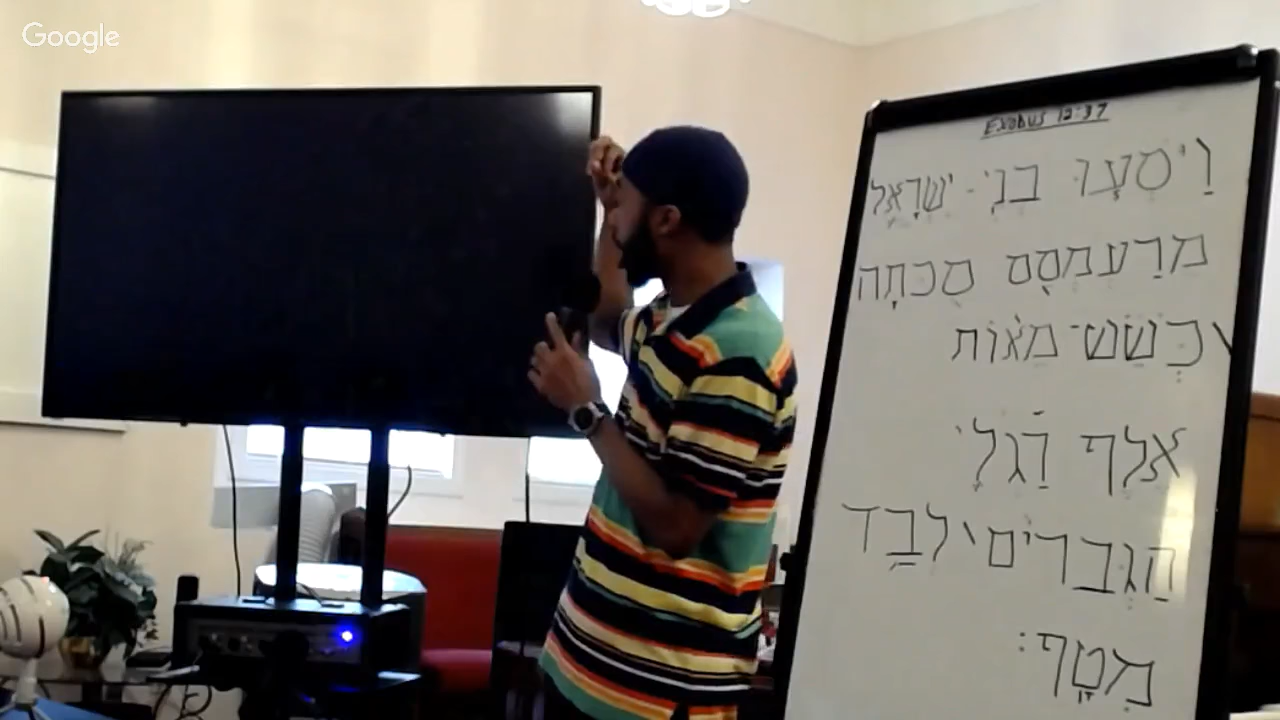 Google
EXODUS 12:37
וַיִּסְעוּ בְנֵי-יִשְׂרָאֵל
מֵרַעְמְסֵס סֻכֹּתָה
כְּשֵׁשׁ-מֵאוֹת
אֶלֶף רַגְלִי
הַגְּבָרִים לְבַד
מִטָּף: